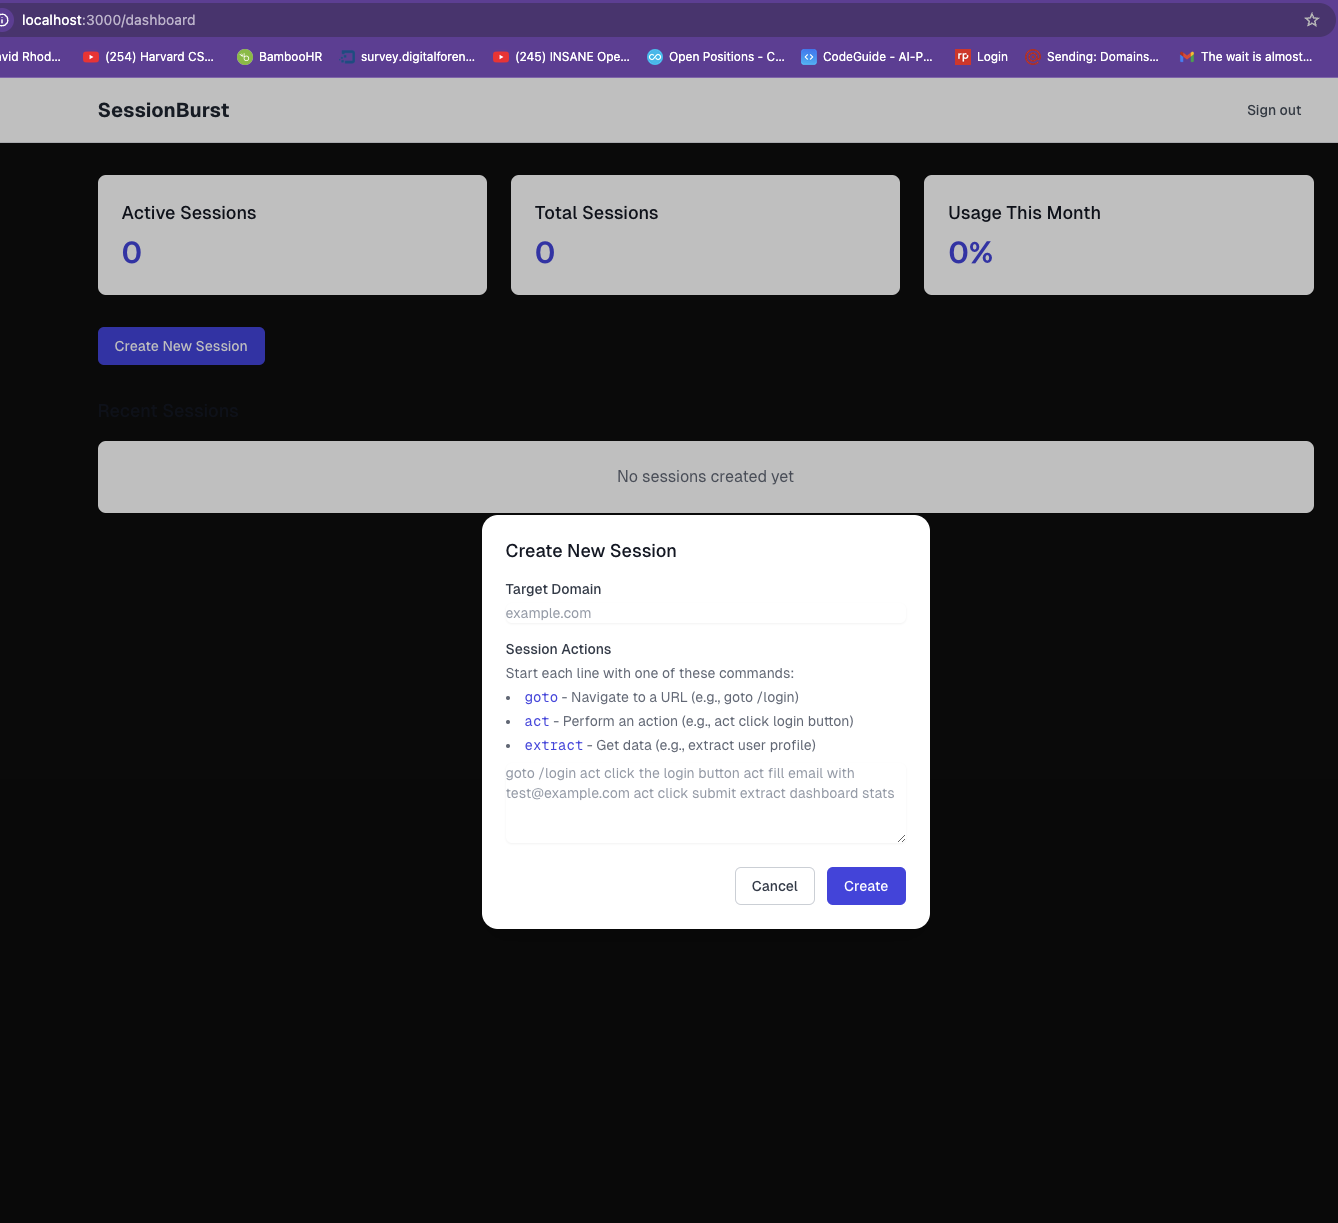 localhost:3000/dashboard
vid Rhod... (254) Harvard CS... BambooHR survey.digitalforen... (245) INSANE Ope... Open Positions - C... CodeGuide - AI-P... rp Login Sending: Domains... The wait is almost...
SessionBurst Sign out
Active Sessions Total Sessions Usage This Month
0 0 0%
Create New Session
Recent Sessions
No sessions created yet
Create New Session
Target Domain
example.com
Session Actions
Start each line with one of these commands:
• goto - Navigate to a URL (e.g., goto /login)
• act - Perform an action (e.g., act click login button)
• extract - Get data (e.g., extract user profile)
goto /login act click the login button act fill email with
test@example.com act click submit extract dashboard stats
Cancel Create